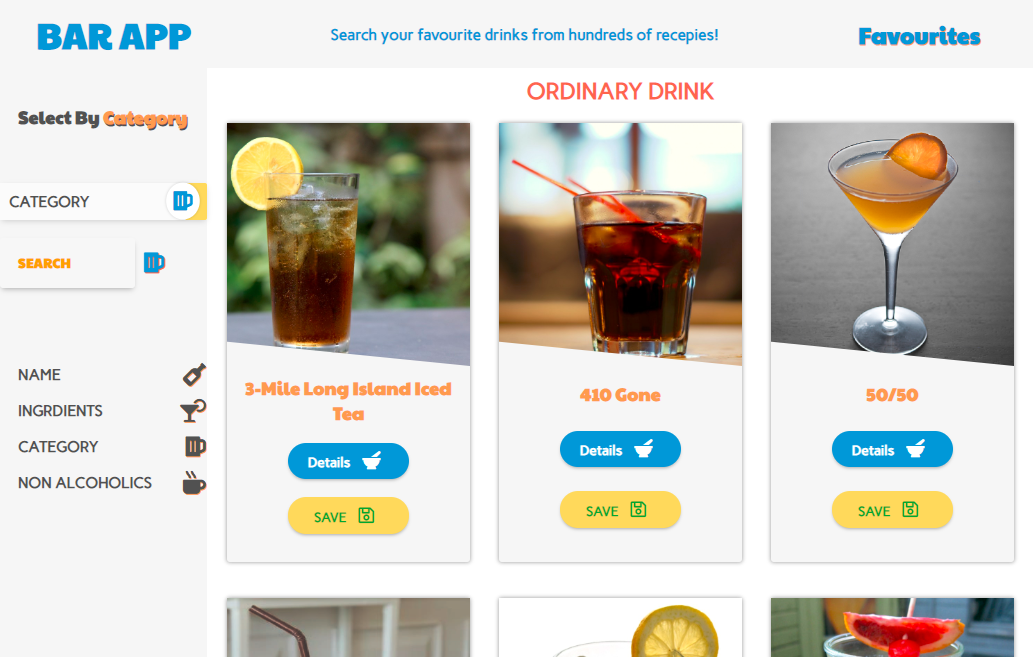 BAR APP
Search your favourite drinks from hundreds of recepies!
Favourites
Select By Category
CATEGORY
SEARCH
NAME
INGRDIENTS
CATEGORY
NON ALCOHOLICS
ORDINARY DRINK
3-Mile Long Island Iced
Tea
Details
SAVE
410 Gone
Details
SAVE
50/50
Details
SAVE